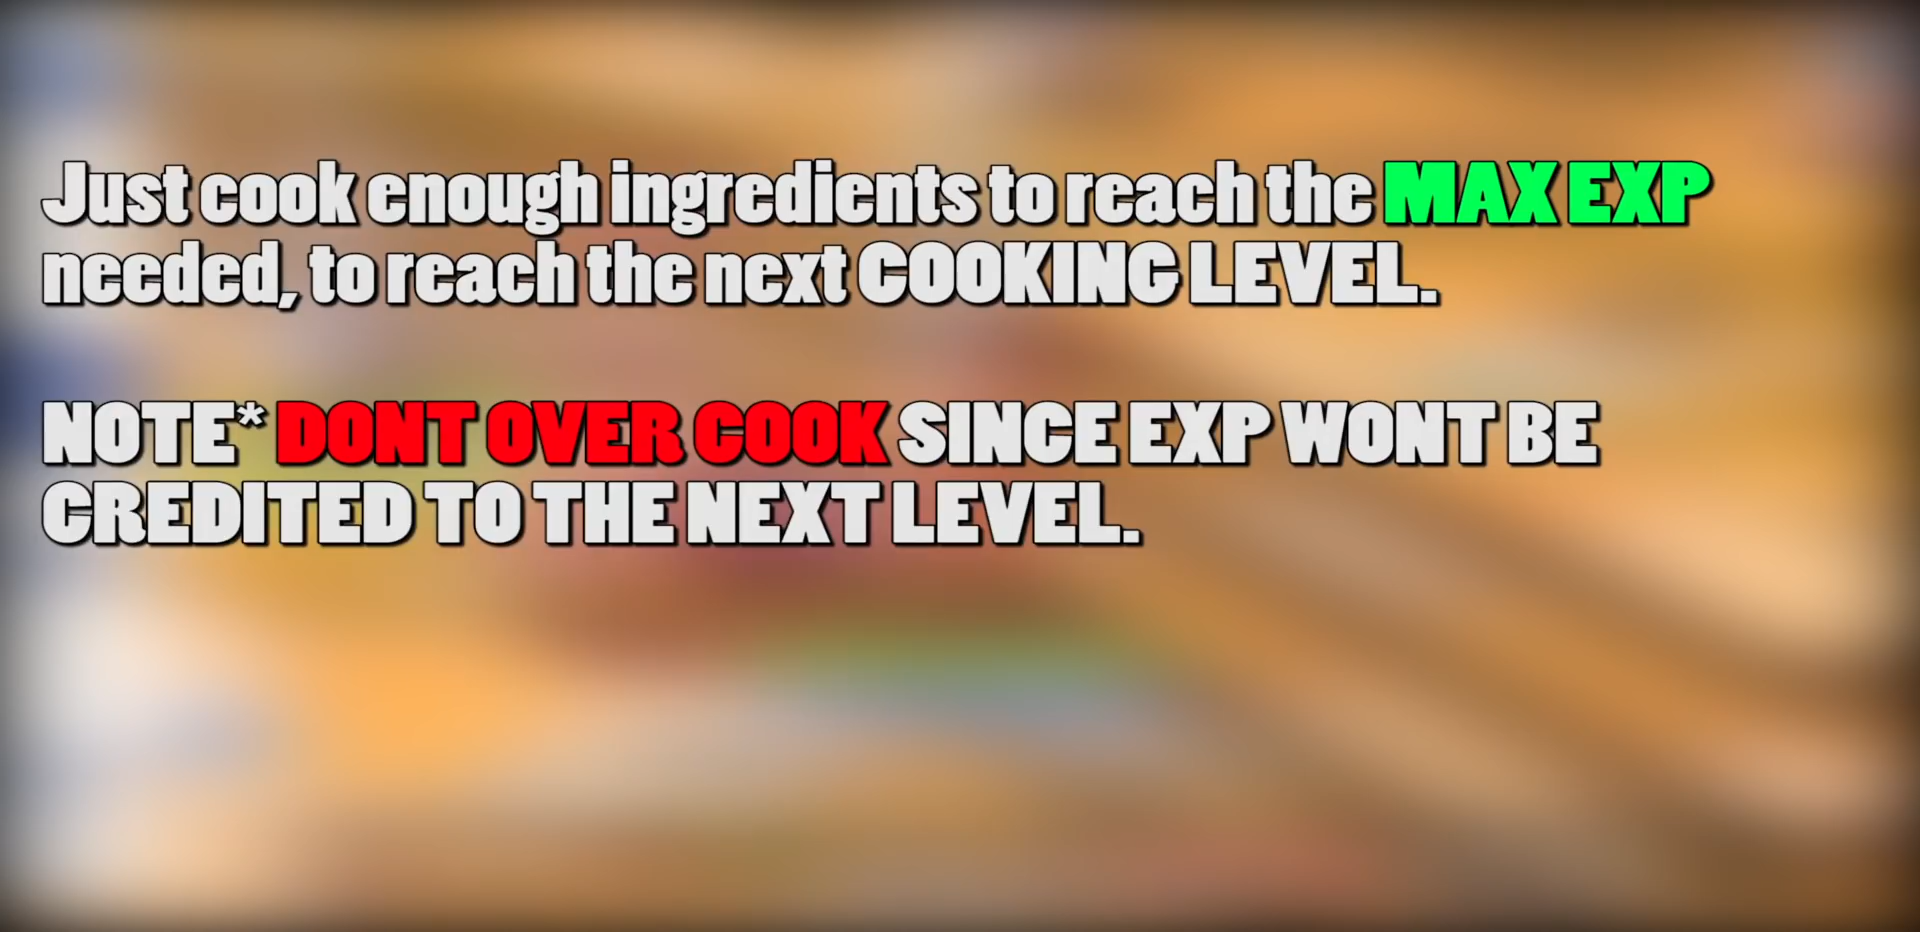 Just cook enough ingredients to reach the MAX EXP
needed, to reach the next COOKING LEVEL.
NOTE* DONT OVER COOK SINCE EXP WONT BE
CREDITED TO THE NEXT LEVEL.